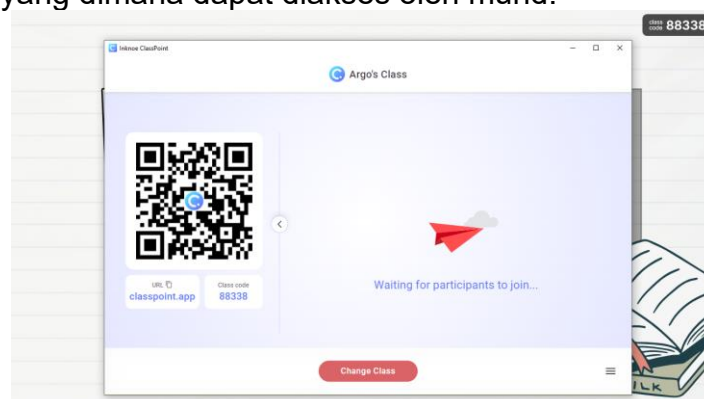 yang dimana dapat diakses oleh murid.
class code 88338
Inknoe ClassPoint
Argo's Class
URL
classpoint.app
Class code
88338
Waiting for participants to join...
Change Class
ILK